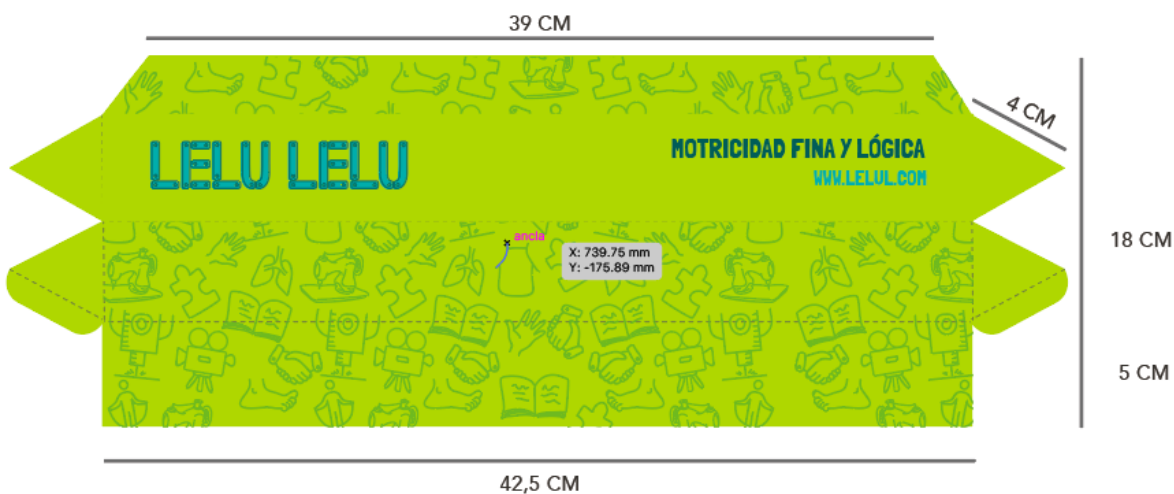 39 CM
4 CM
LELU LELU
MOTRICIDAD FINA Y LÓGICA
WWW.LELUL.COM
ancla
X: 739.75 mm
Y: -175.89 mm
18 CM
5 CM
42,5 CM